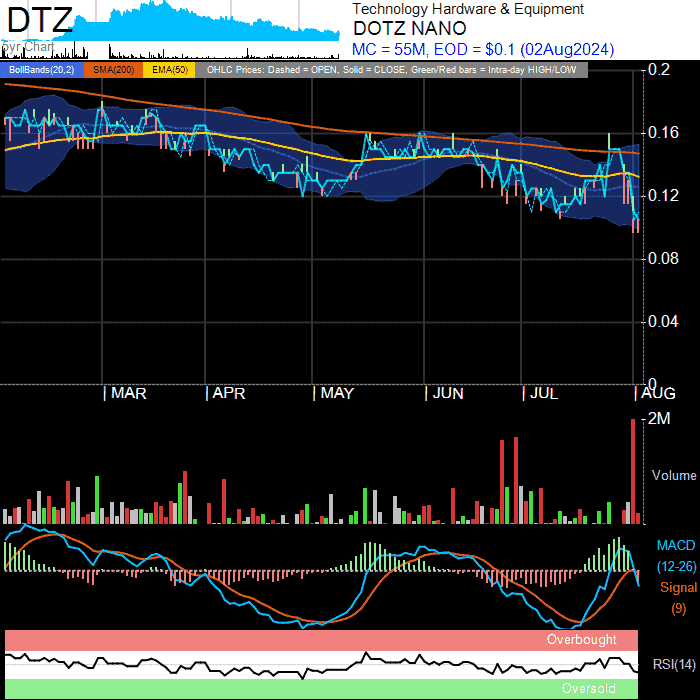 DTZ
Technology Hardware & Equipment
DOTZ NANO
5yr Chart
MC = 55M, EOD = $0.1 (02Aug2024)
BollBands(20,2) SMA(200) EMA(50) OHLC Prices: Dashed = OPEN, Solid = CLOSE, Green/Red bars = Intra-day HIGH/LOW
0.2
0.16
0.12
0.08
0.04
0
MAR APR MAY JUN JUL AUG
2M
Volume
MACD
(12-26)
Signal
(9)
Overbought
RSI(14)
Oversold